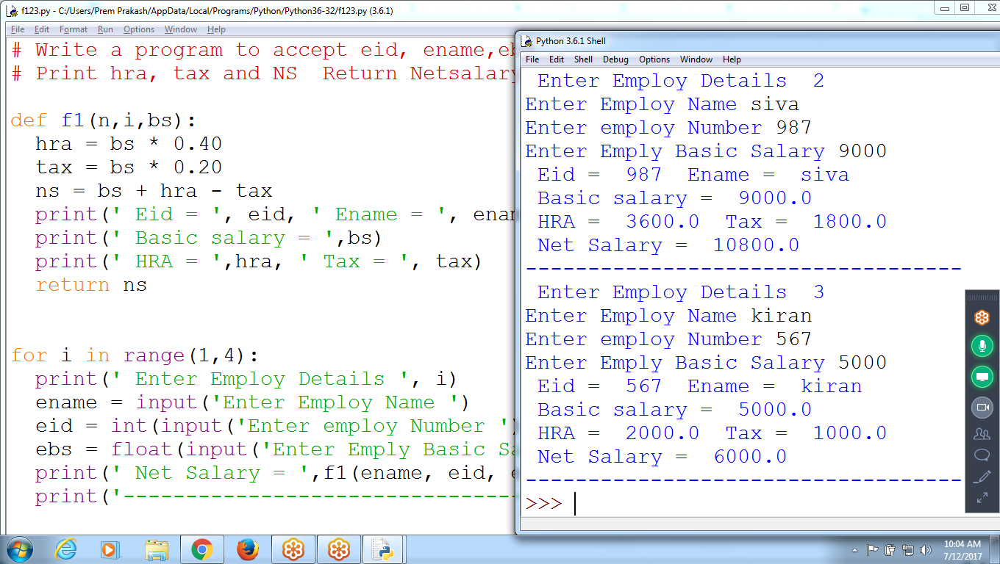 f123.py - C:/Users/Prem Prakash/AppData/Local/Programs/Python/Python36-32/f123.py (3.6.1)
File Edit Format Run Options Window Help
# Write a program to accept eid, ename,eb
# Print hra, tax and NS  Return Netsalary
def f1(n,i,bs):
  hra = bs * 0.40
  tax = bs * 0.20
  ns = bs + hra - tax
  print(' Eid = ', eid, ' Ename = ', enam
  print(' Basic salary = ',bs)
  print(' HRA = ',hra, ' Tax = ', tax)
  return ns
for i in range(1,4):
  print(' Enter Employ Details ', i)
  ename = input('Enter Employ Name ')
  eid = int(input('Enter employ Number ')
  ebs = float(input('Enter Emply Basic Sa
  print(' Net Salary = ',f1(ename, eid, e
  print('--------------------------------
Python 3.6.1 Shell
File Edit Shell Debug Options Window Help
 Enter Employ Details  2
Enter Employ Name siva
Enter employ Number 987
Enter Emply Basic Salary 9000
 Eid =  987  Ename =  siva
 Basic salary =  9000.0
 HRA =  3600.0  Tax =  1800.0
 Net Salary =  10800.0
-----------------------------------
 Enter Employ Details  3
Enter Employ Name kiran
Enter employ Number 567
Enter Emply Basic Salary 5000
 Eid =  567  Ename =  kiran
 Basic salary =  5000.0
 HRA =  2000.0  Tax =  1000.0
 Net Salary =  6000.0
-----------------------------------
>>>
10:04 AM
7/12/2017